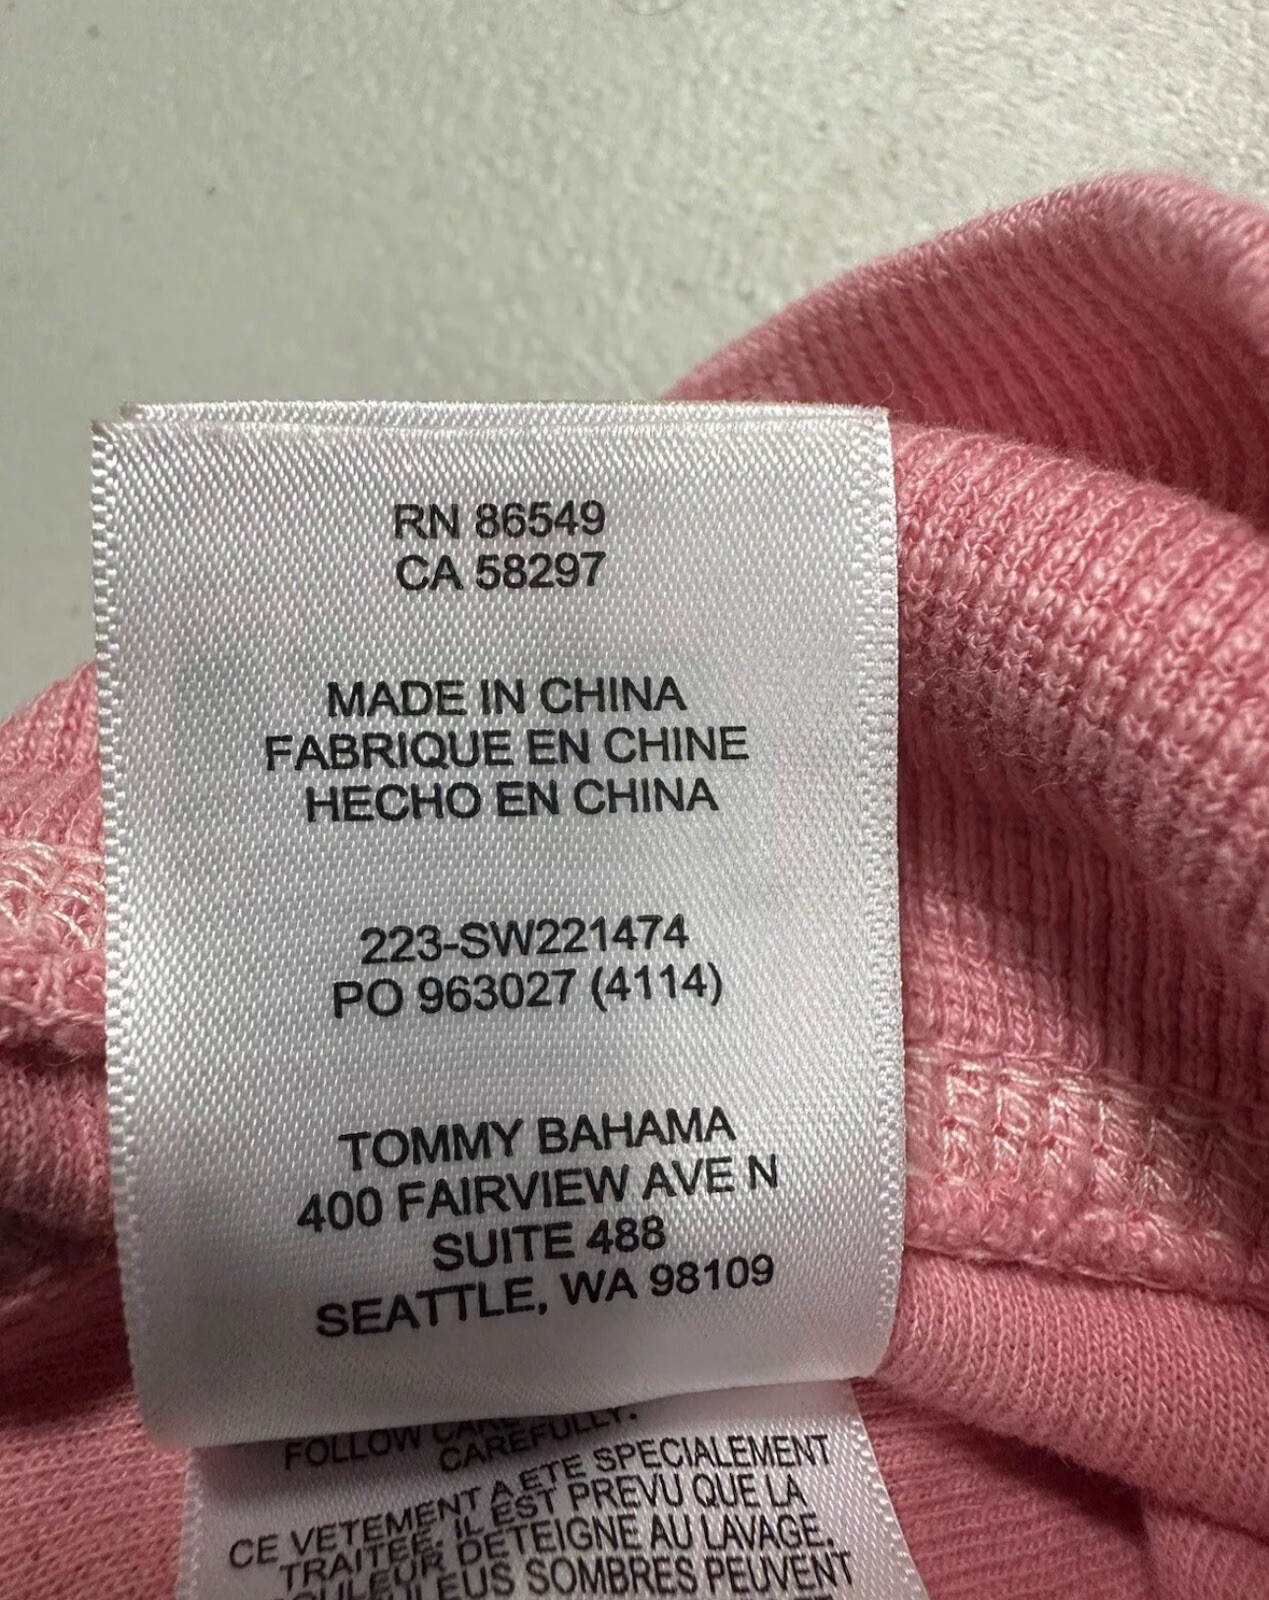 RN 86549
CA 58297
MADE IN CHINA
FABRIQUE EN CHINE
HECHO EN CHINA
223-SW221474
PO 963027 (4114)
TOMMY BAHAMA
400 FAIRVIEW AVE N
SUITE 488
SEATTLE, WA 98109
FOLLOW
CAREFULLY.
CE VETEMENT A ETE SPECIALEMENT
TRAITEE. IL EST PREVU QUE LA
COULEUR DETEIGNE AU LAVAGE.
SOMBRES PEUVENT